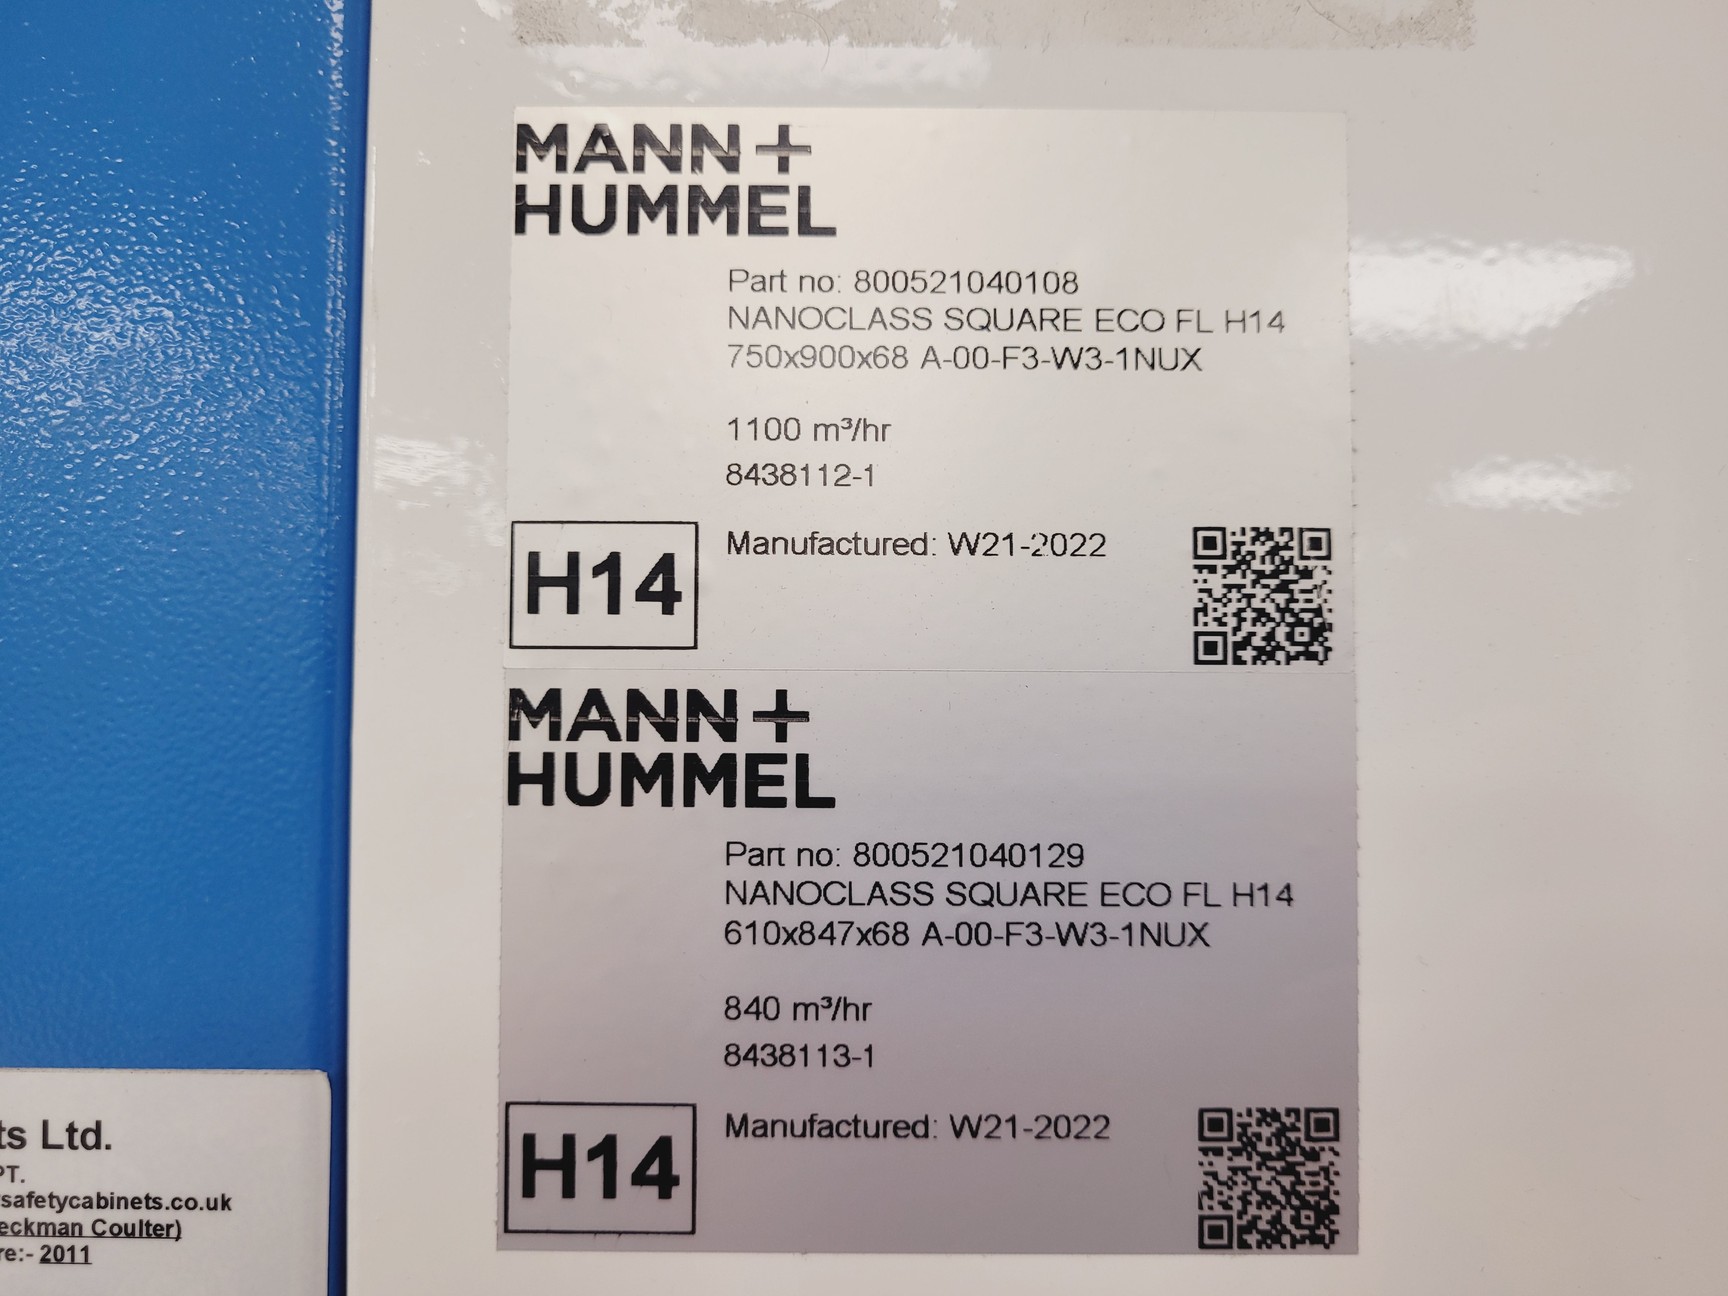 MANN+
HUMMEL
Part no: 800521040108
NANOCLASS SQUARE ECO FL H14
750x900x68 A-00-F3-W3-1NUX
1100 m³/hr
8438112-1
H14
Manufactured: W21-2022
MANN+
HUMMEL
Part no: 800521040129
NANOCLASS SQUARE ECO FL H14
610x847x68 A-00-F3-W3-1NUX
840 m³/hr
8438113-1
H14
Manufactured: W21-2022
ts Ltd.
PT.
safetycabinets.co.uk
eckman Coulter)
re:- 2011